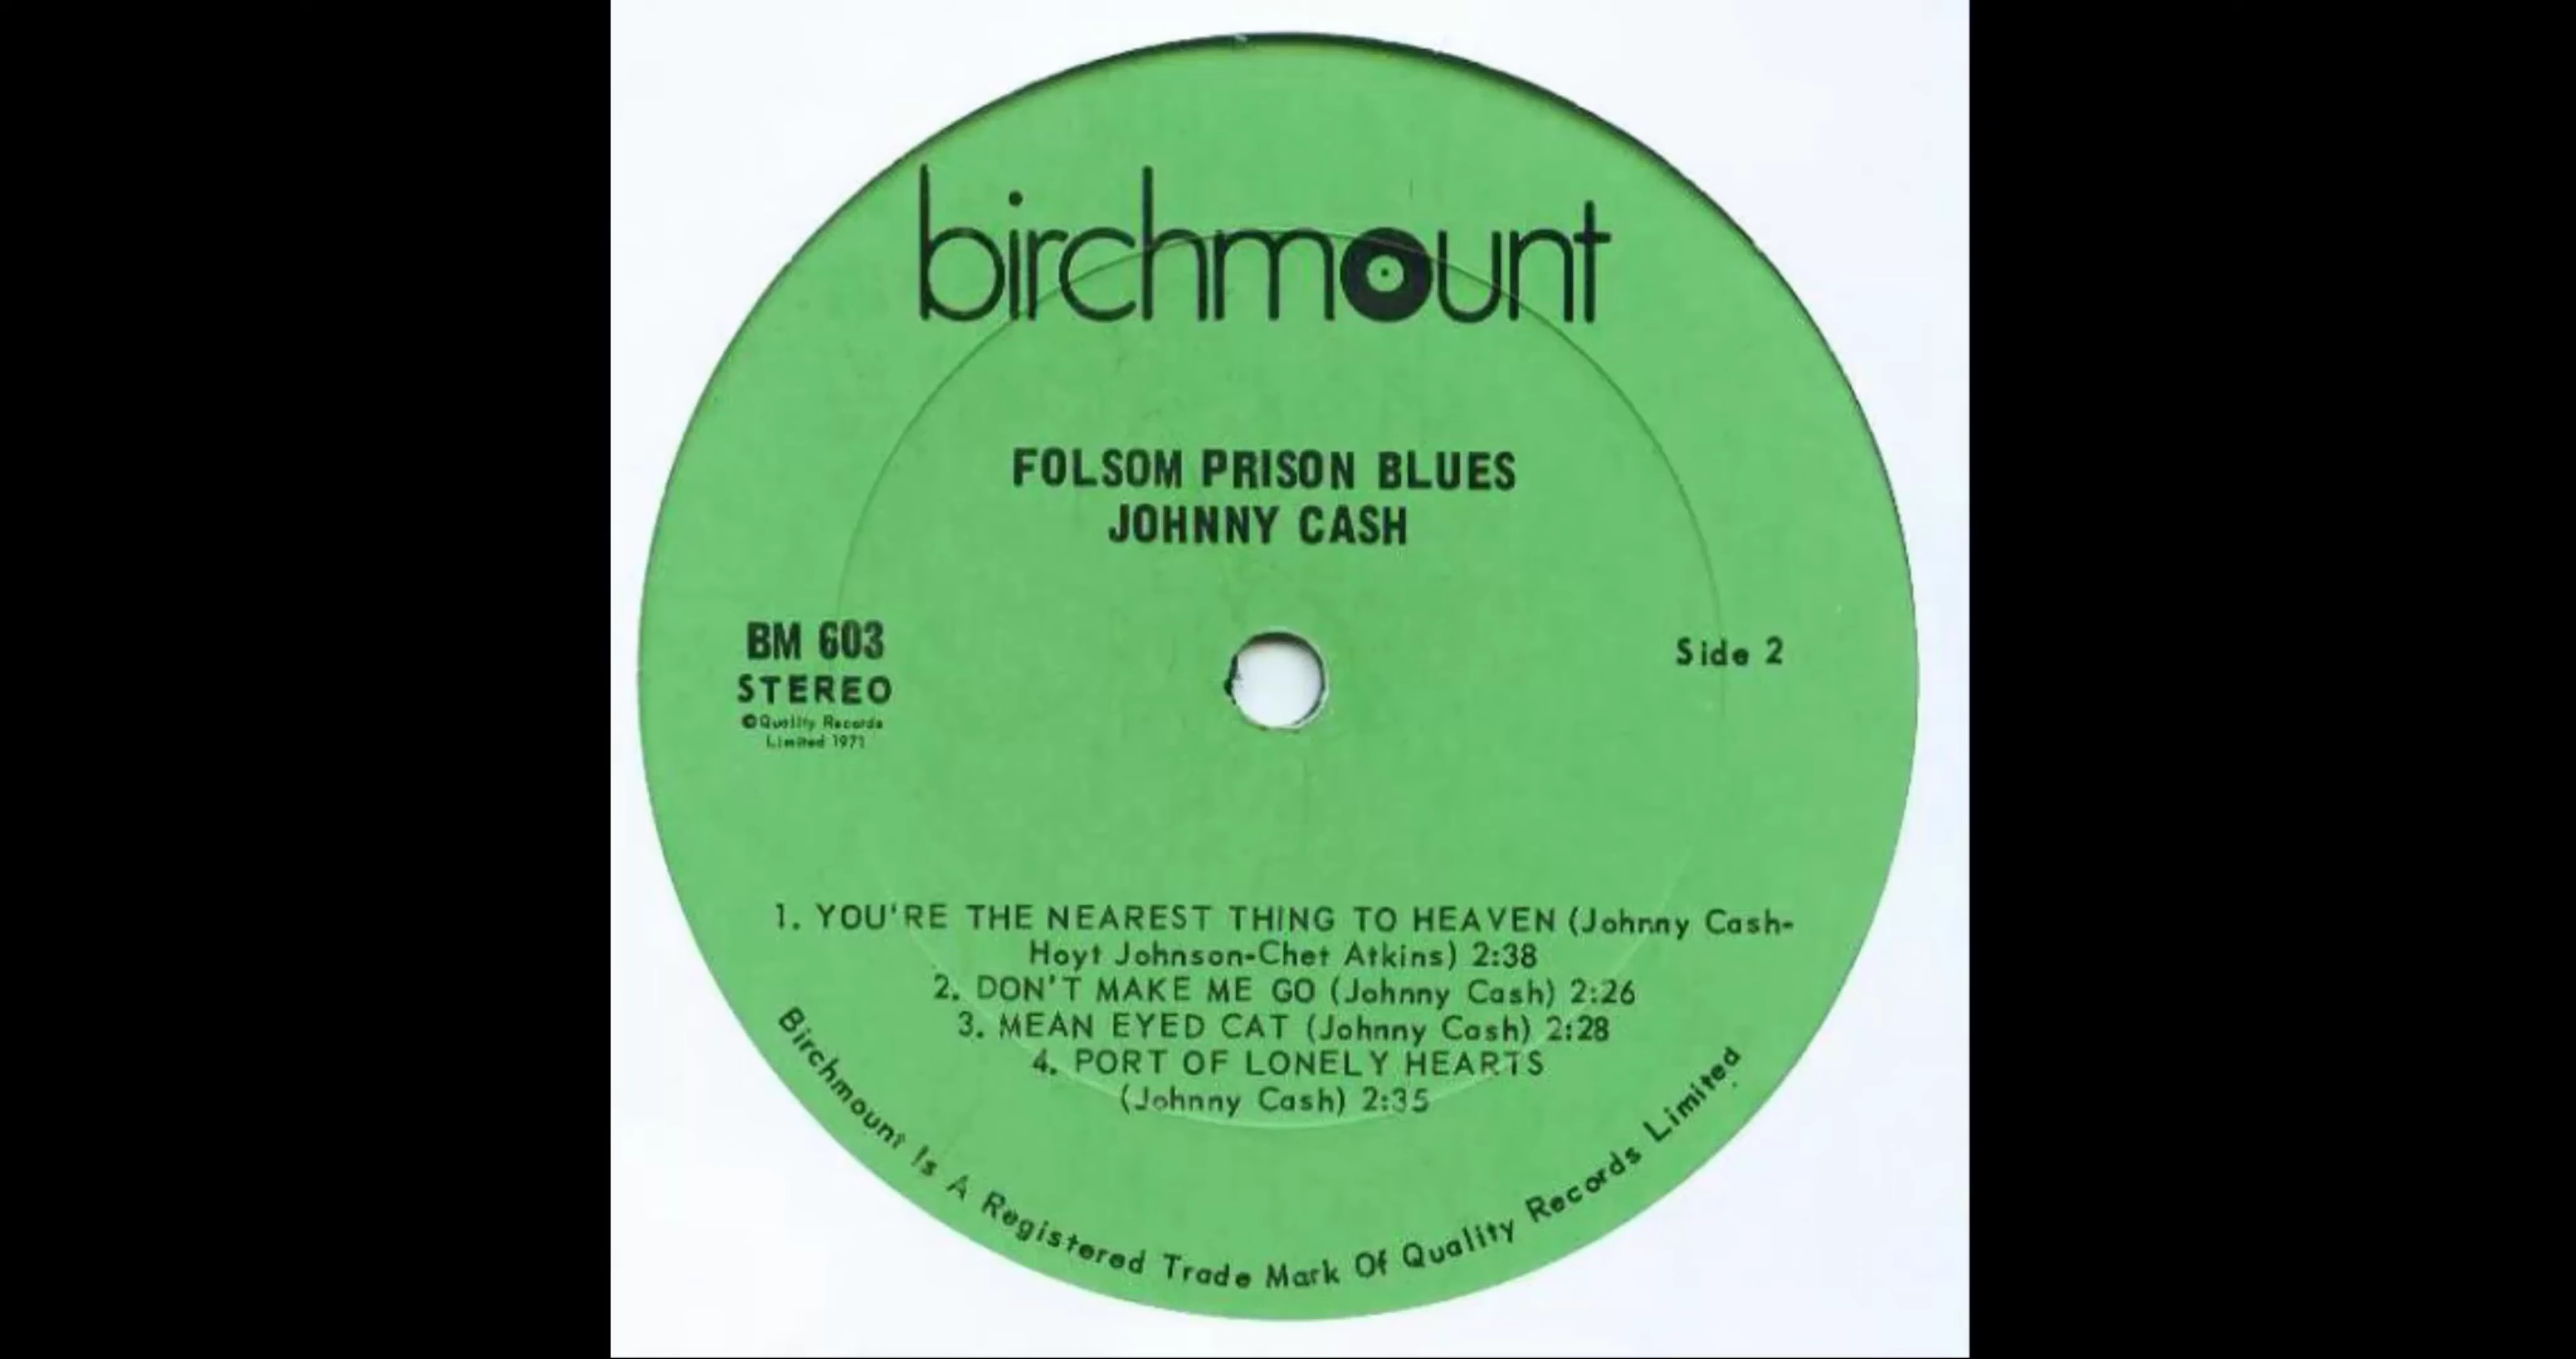 birchmount
FOLSOM PRISON BLUES
JOHNNY CASH
BM 603
STEREO
©Quality Records
Limited 1971
Side 2
1. YOU'RE THE NEAREST THING TO HEAVEN (Johnny Cash-
Hoyt Johnson-Chet Atkins) 2:38
2. DON'T MAKE ME GO (Johnny Cash) 2:26
3. MEAN EYED CAT (Johnny Cash) 2:28
4. PORT OF LONELY HEARTS
(Johnny Cash) 2:35
Birchmount Is A Registered Trade Mark Of Quality Records Limited